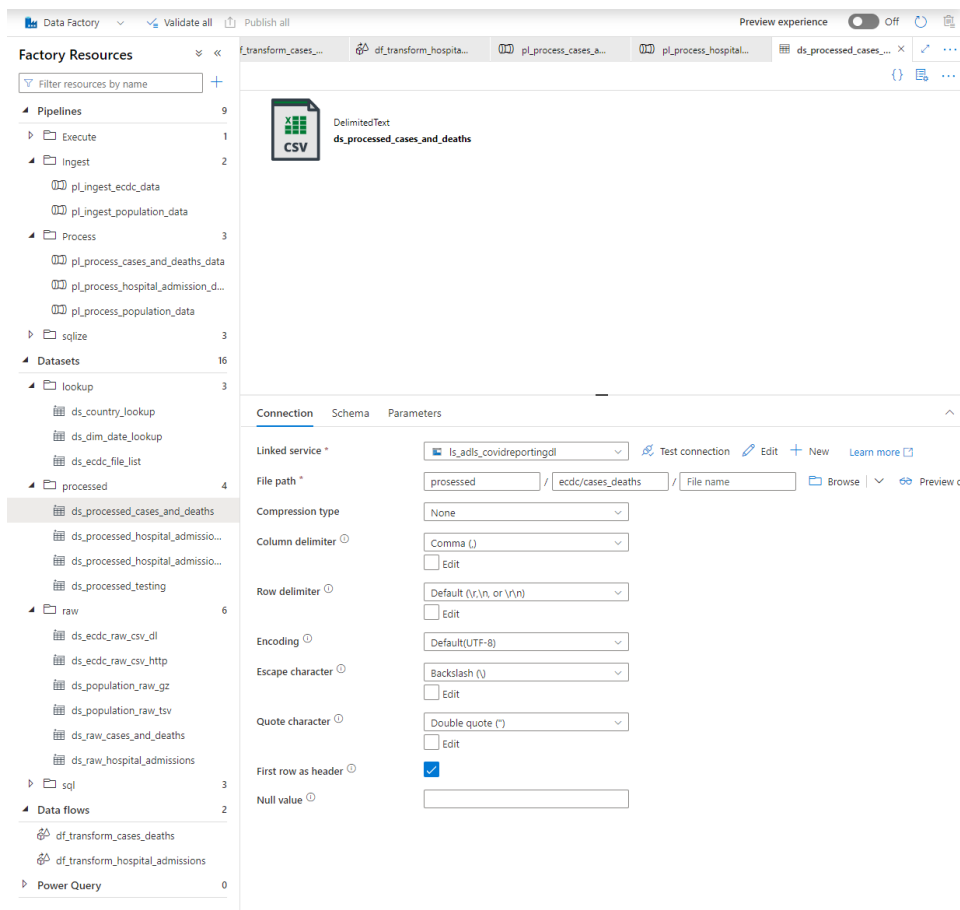 Data Factory
Validate all
Publish all
Preview experience
Off
Factory Resources
Filter resources by name
Pipelines 9
Execute 1
Ingest 2
pl_ingest_ecdc_data
pl_ingest_population_data
Process 3
pl_process_cases_and_deaths_data
pl_process_hospital_admission_d...
pl_process_population_data
sqlize 3
Datasets 16
lookup 3
ds_country_lookup
ds_dim_date_lookup
ds_ecdc_file_list
processed 4
ds_processed_cases_and_deaths
ds_processed_hospital_admissio...
ds_processed_hospital_admissio...
ds_processed_testing
raw 6
ds_ecdc_raw_csv_dl
ds_ecdc_raw_csv_http
ds_population_raw_gz
ds_population_raw_tsv
ds_raw_cases_and_deaths
ds_raw_hospital_admissions
sql 3
Data flows 2
df_transform_cases_deaths
df_transform_hospital_admissions
Power Query 0
f_transform_cases_...
df_transform_hospita...
pl_process_cases_a...
pl_process_hospital...
ds_processed_cases_...
CSV
DelimitedText
ds_processed_cases_and_deaths
Connection
Schema
Parameters
Linked service *
ls_adls_covidreportingdl
Test connection
Edit
New
Learn more
File path *
prosessed / ecdc/cases_deaths / File name
Browse
Preview d
Compression type
None
Column delimiter
Comma (,)
Edit
Row delimiter
Default (\r,\n, or \r\n)
Edit
Encoding
Default(UTF-8)
Escape character
Backslash (\)
Edit
Quote character
Double quote (")
Edit
First row as header
Null value